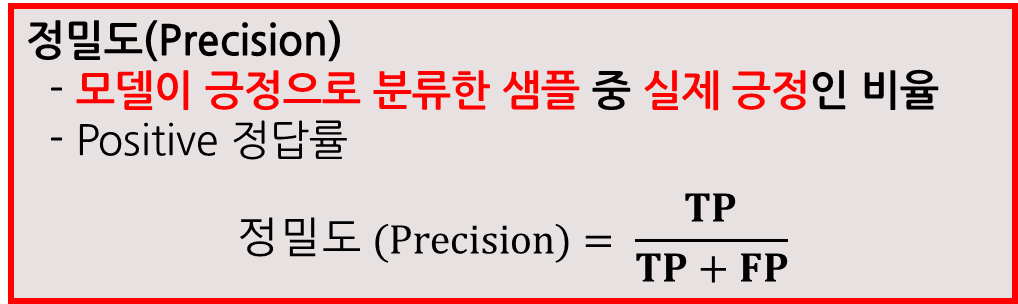 정밀도(Precision)
- 모델이 긍정으로 분류한 샘플 중 실제 긍정인 비율
- Positive 정답률
정밀도 (Precision) = TP / TP + FP